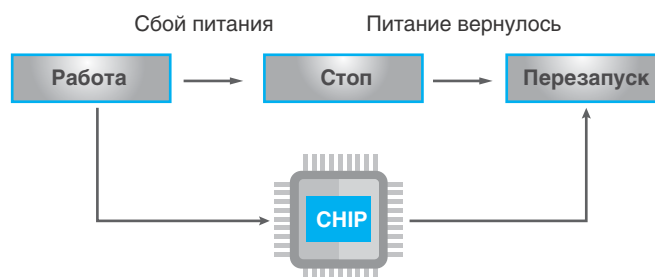 Сбой питания
Питание вернулось
Работа
Стоп
Перезапуск
CHIP